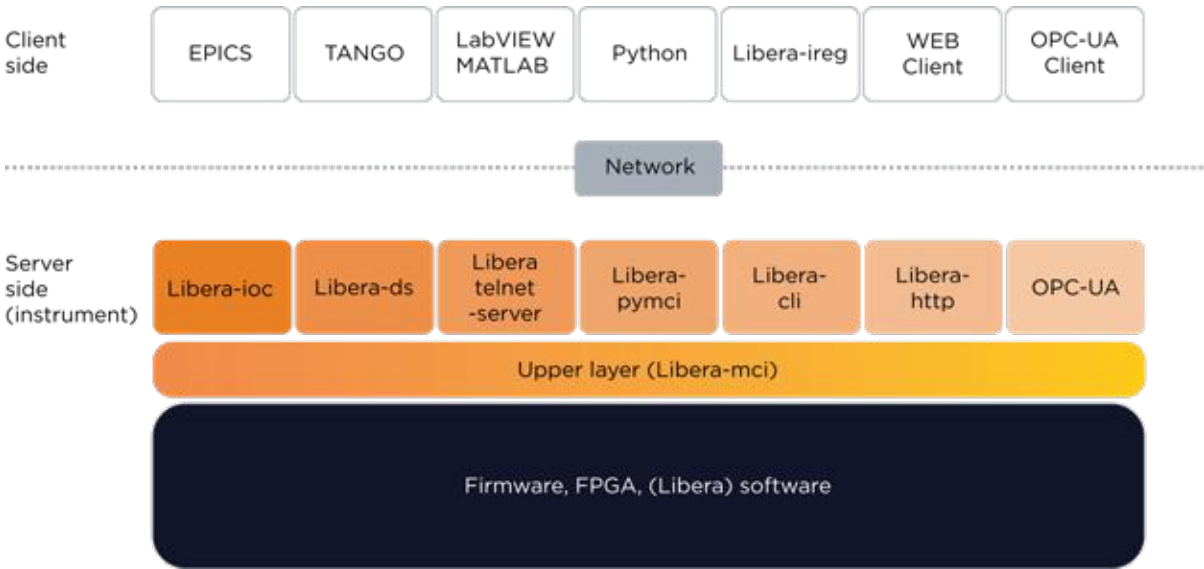 Client
side
EPICS
TANGO
LabVIEW
MATLAB
Python
Libera-ireg
WEB
Client
OPC-UA
Client
Network
Server
side
(instrument)
Libera-ioc
Libera-ds
Libera
telnet
-server
Libera-
pymci
Libera-
cli
Libera-
http
OPC-UA
Upper layer (Libera-mci)
Firmware, FPGA, (Libera) software